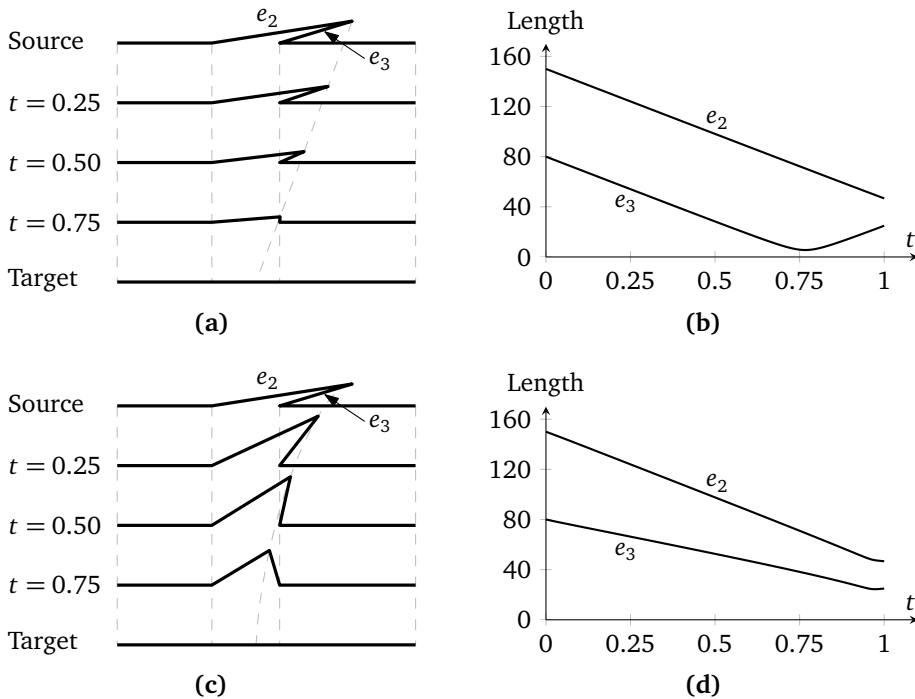 Source
e₂
e₃
t = 0.25
t = 0.50
t = 0.75
Target
(a)
Length
160
120
80
40
0
e₂
e₃
t
0 0.25 0.5 0.75 1
(b)
Source
e₂
e₃
t = 0.25
t = 0.50
t = 0.75
Target
(c)
Length
160
120
80
40
0
e₂
e₃
t
0 0.25 0.5 0.75 1
(d)